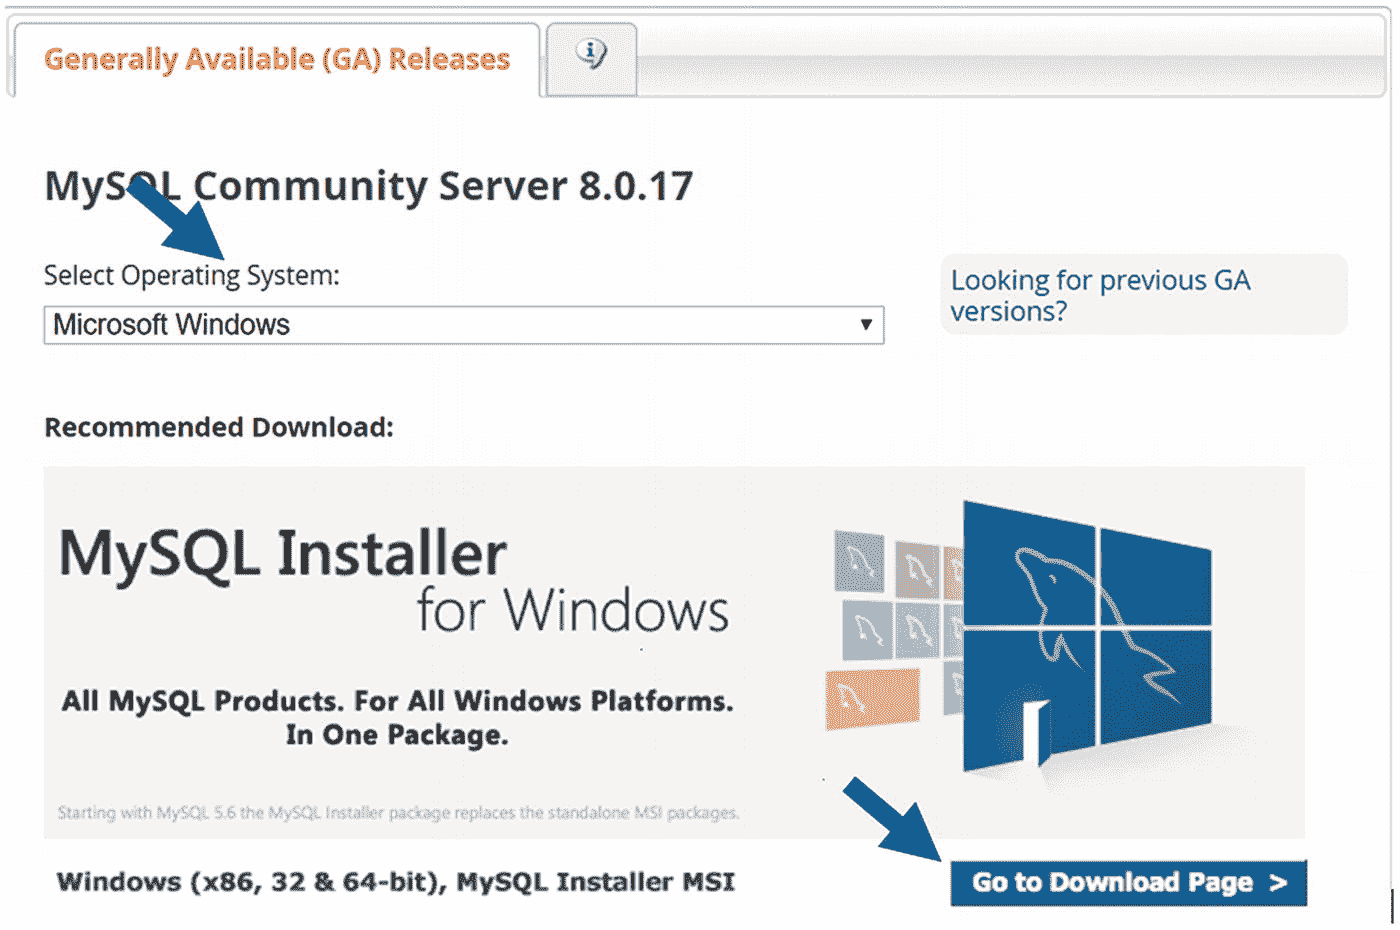 Generally Available (GA) Releases
MySQL Community Server 8.0.17
Select Operating System:
Microsoft Windows
Looking for previous GA
versions?
Recommended Download:
MySQL Installer
for Windows
All MySQL Products. For All Windows Platforms.
In One Package.
Starting with MySQL 5.6 the MySQL Installer package replaces the standalone MSI packages.
Windows (x86, 32 & 64-bit), MySQL Installer MSI
Go to Download Page >